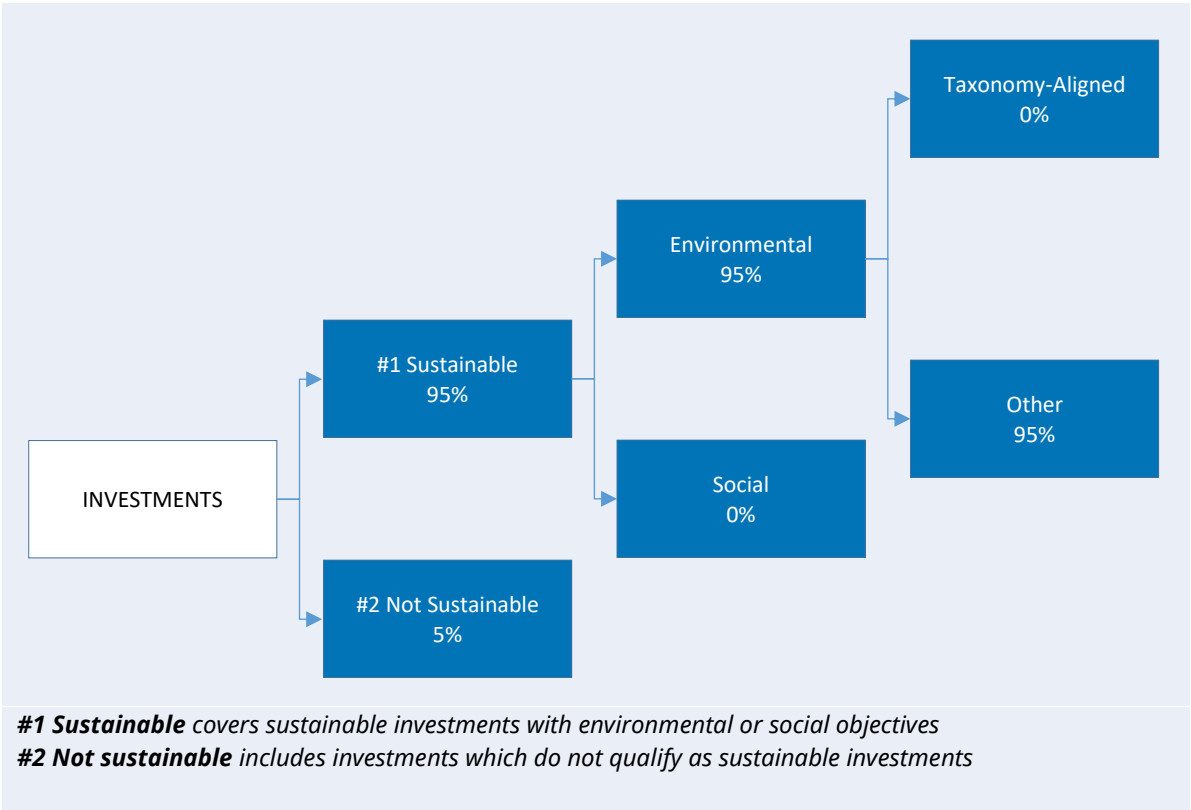 Taxonomy-Aligned
0%
Environmental
95%
#1 Sustainable
95%
Other
95%
INVESTMENTS
Social
0%
#2 Not Sustainable
5%
#1 Sustainable covers sustainable investments with environmental or social objectives
#2 Not sustainable includes investments which do not qualify as sustainable investments